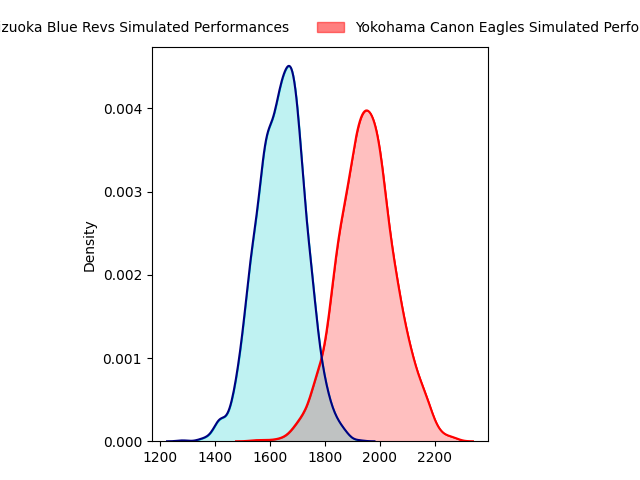 zuoka Blue Revs Simulated Performances
Yokohama Canon Eagles Simulated Perfo
Density
0.004
0.003
0.002
0.001
0.000
1200 1400 1600 1800 2000 2200